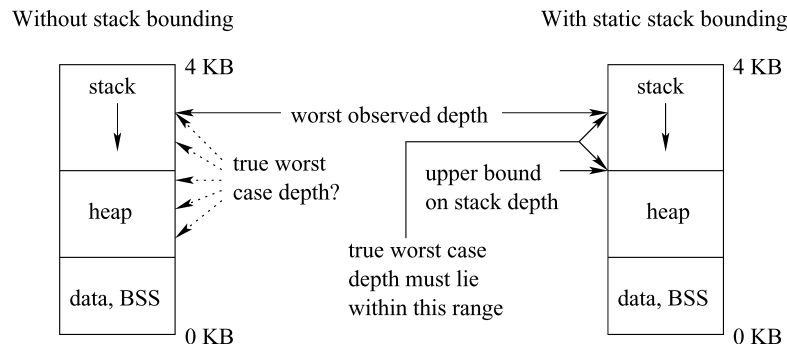 Without stack bounding
With static stack bounding
4 KB
stack
heap
data, BSS
0 KB
worst observed depth
true worst
case depth?
upper bound
on stack depth
true worst case
depth must lie
within this range
4 KB
stack
heap
data, BSS
0 KB